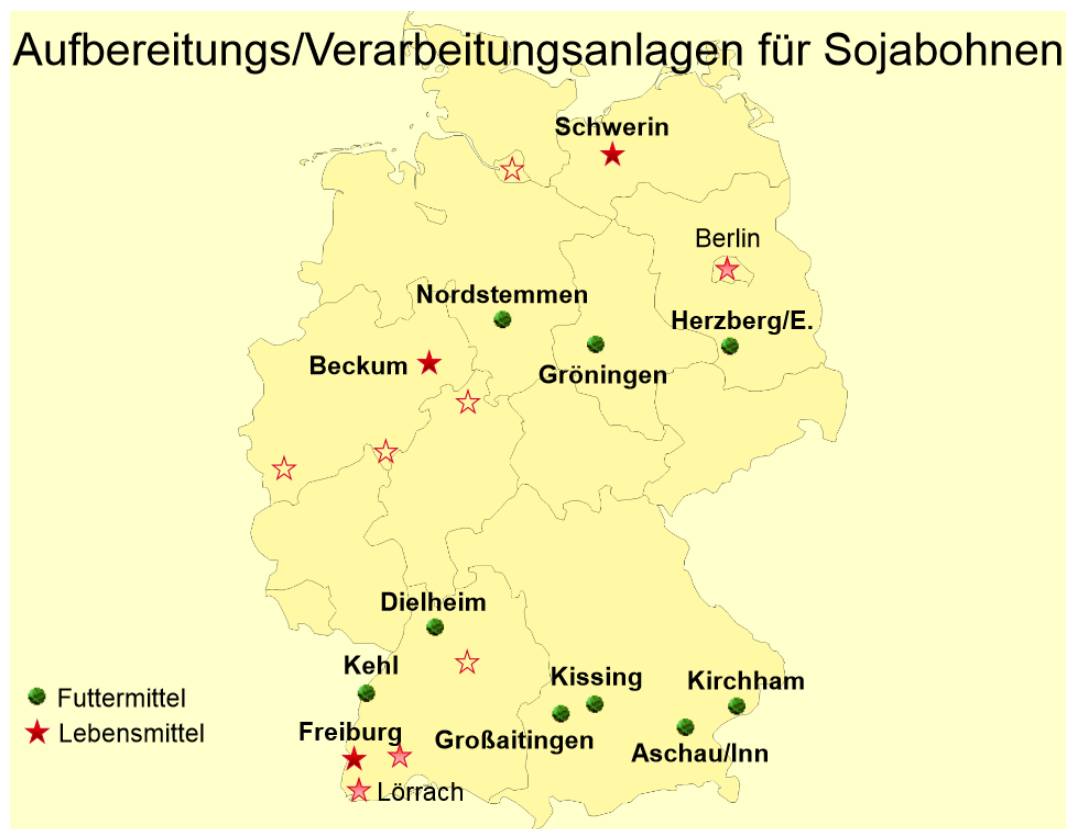 Aufbereitungs/Verarbeitungsanlagen für Sojabohnen
Schwerin
Berlin
Nordstemmen
Herzberg/E.
Beckum
Gröningen
Dielheim
Kehl
Kissing
Kirchham
Futtermittel
Lebensmittel
Freiburg
Großaitingen
Aschau/Inn
Lörrach